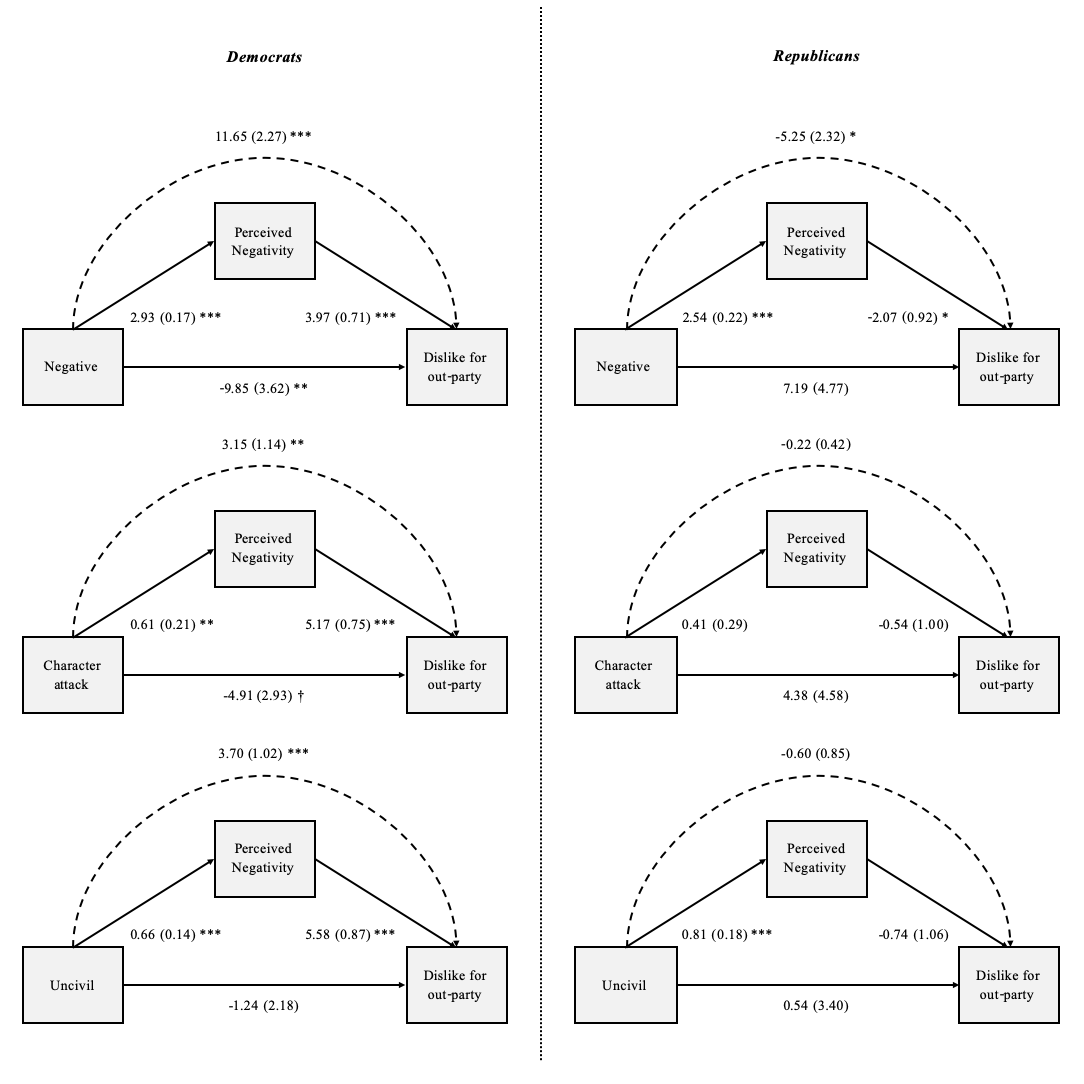 Democrats
11.65 (2.27) ***
Perceived
Negativity
2.93 (0.17) ***
3.97 (0.71) ***
Negative
Dislike for
out-party
-9.85 (3.62) **
3.15 (1.14) **
Perceived
Negativity
0.61 (0.21) **
5.17 (0.75) ***
Character
attack
Dislike for
out-party
-4.91 (2.93) †
3.70 (1.02) ***
Perceived
Negativity
0.66 (0.14) ***
5.58 (0.87) ***
Uncivil
Dislike for
out-party
-1.24 (2.18)
Republicans
-5.25 (2.32) *
Perceived
Negativity
2.54 (0.22) ***
-2.07 (0.92) *
Negative
Dislike for
out-party
7.19 (4.77)
-0.22 (0.42)
Perceived
Negativity
0.41 (0.29)
-0.54 (1.00)
Character
attack
Dislike for
out-party
4.38 (4.58)
-0.60 (0.85)
Perceived
Negativity
0.81 (0.18) ***
-0.74 (1.06)
Uncivil
Dislike for
out-party
0.54 (3.40)